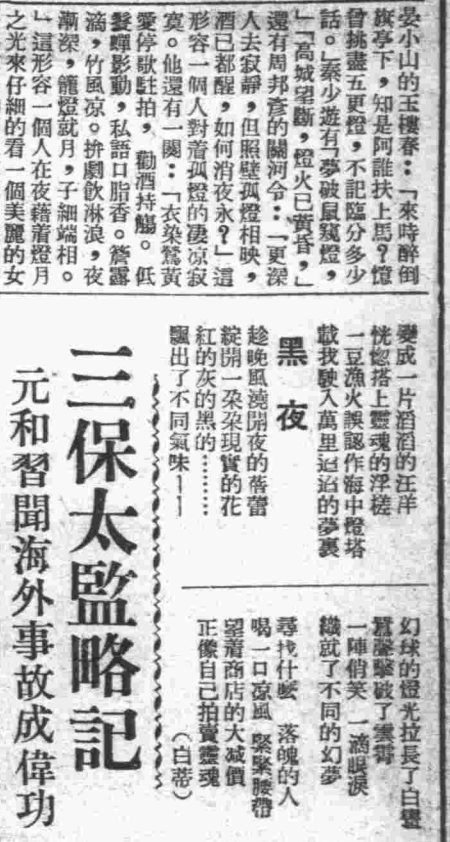 晏小山的玉樓春:「來時醉倒
旗亭下,知是阿誰扶上馬?憶
曾挑盡五更燈,不記臨分多少
話。」秦少游有「夢破鼠窺燈,
」「高城望斷,燈火已黃昏,」
還有周邦彥的關河令:「更深
人去寂靜,但照壁孤燈相映,
酒已都醒,如何消夜永?」這
形容一個人對着孤燈的凄凉寂
寞。他還有一闋:「衣染鶯黃
愛停歌駐拍,勸酒持觴。低
鬟蟬影動,私語口脂香。簷露
滴,竹風凉。拚劇飲淋浪,夜
漸深,籠燈就月,子細端相。
」這形容一個人在夜藉着燈月
之光來仔細的看一個美麗的女
變成一片滔滔的汪洋
恍惚搭上靈魂的浮槎
一豆漁火誤認作海中燈塔
載我駛入萬里迢迢的夢裏
黑夜
趁晚風澆開夜的蓓蕾
綻開一朶朶現實的花
紅的灰的黑的………
飄出了不同氣味——
幻球的燈光拉長了白晝
囂聲擊破了雲霄
一陣俏笑 一滴眼淚
織就了不同的幻夢
尋找什麽 落魄的人
喝一口凉風 緊緊腰帶
望着商店的大减價
正像自己拍賣靈魂
(白蒂)
三保太監略記
元和習聞海外事故成偉功